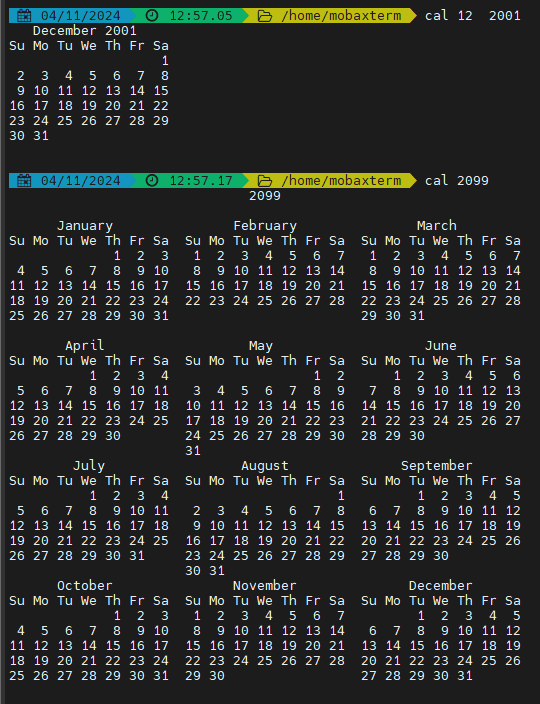 04/11/2024 12:57.05 /home/mobaxterm cal 12  2001
   December 2001
Su Mo Tu We Th Fr Sa
                   1
 2  3  4  5  6  7  8
 9 10 11 12 13 14 15
16 17 18 19 20 21 22
23 24 25 26 27 28 29
30 31
04/11/2024 12:57.17 /home/mobaxterm cal 2099
                              2099
      January               February               March
Su Mo Tu We Th Fr Sa  Su Mo Tu We Th Fr Sa  Su Mo Tu We Th Fr Sa
             1  2  3   1  2  3  4  5  6  7   1  2  3  4  5  6  7
 4  5  6  7  8  9 10   8  9 10 11 12 13 14   8  9 10 11 12 13 14
11 12 13 14 15 16 17  15 16 17 18 19 20 21  15 16 17 18 19 20 21
18 19 20 21 22 23 24  22 23 24 25 26 27 28  22 23 24 25 26 27 28
25 26 27 28 29 30 31                        29 30 31
       April                  May                   June
Su Mo Tu We Th Fr Sa  Su Mo Tu We Th Fr Sa  Su Mo Tu We Th Fr Sa
          1  2  3  4                  1  2      1  2  3  4  5  6
 5  6  7  8  9 10 11   3  4  5  6  7  8  9   7  8  9 10 11 12 13
12 13 14 15 16 17 18  10 11 12 13 14 15 16  14 15 16 17 18 19 20
19 20 21 22 23 24 25  17 18 19 20 21 22 23  21 22 23 24 25 26 27
26 27 28 29 30        24 25 26 27 28 29 30  28 29 30
                      31
        July                 August              September
Su Mo Tu We Th Fr Sa  Su Mo Tu We Th Fr Sa  Su Mo Tu We Th Fr Sa
          1  2  3  4                     1         1  2  3  4  5
 5  6  7  8  9 10 11   2  3  4  5  6  7  8   6  7  8  9 10 11 12
12 13 14 15 16 17 18   9 10 11 12 13 14 15  13 14 15 16 17 18 19
19 20 21 22 23 24 25  16 17 18 19 20 21 22  20 21 22 23 24 25 26
26 27 28 29 30 31     23 24 25 26 27 28 29  27 28 29 30
                      30 31
      October               November              December
Su Mo Tu We Th Fr Sa  Su Mo Tu We Th Fr Sa  Su Mo Tu We Th Fr Sa
             1  2  3   1  2  3  4  5  6  7         1  2  3  4  5
 4  5  6  7  8  9 10   8  9 10 11 12 13 14   6  7  8  9 10 11 12
11 12 13 14 15 16 17  15 16 17 18 19 20 21  13 14 15 16 17 18 19
18 19 20 21 22 23 24  22 23 24 25 26 27 28  20 21 22 23 24 25 26
25 26 27 28 29 30 31  29 30                 27 28 29 30 31